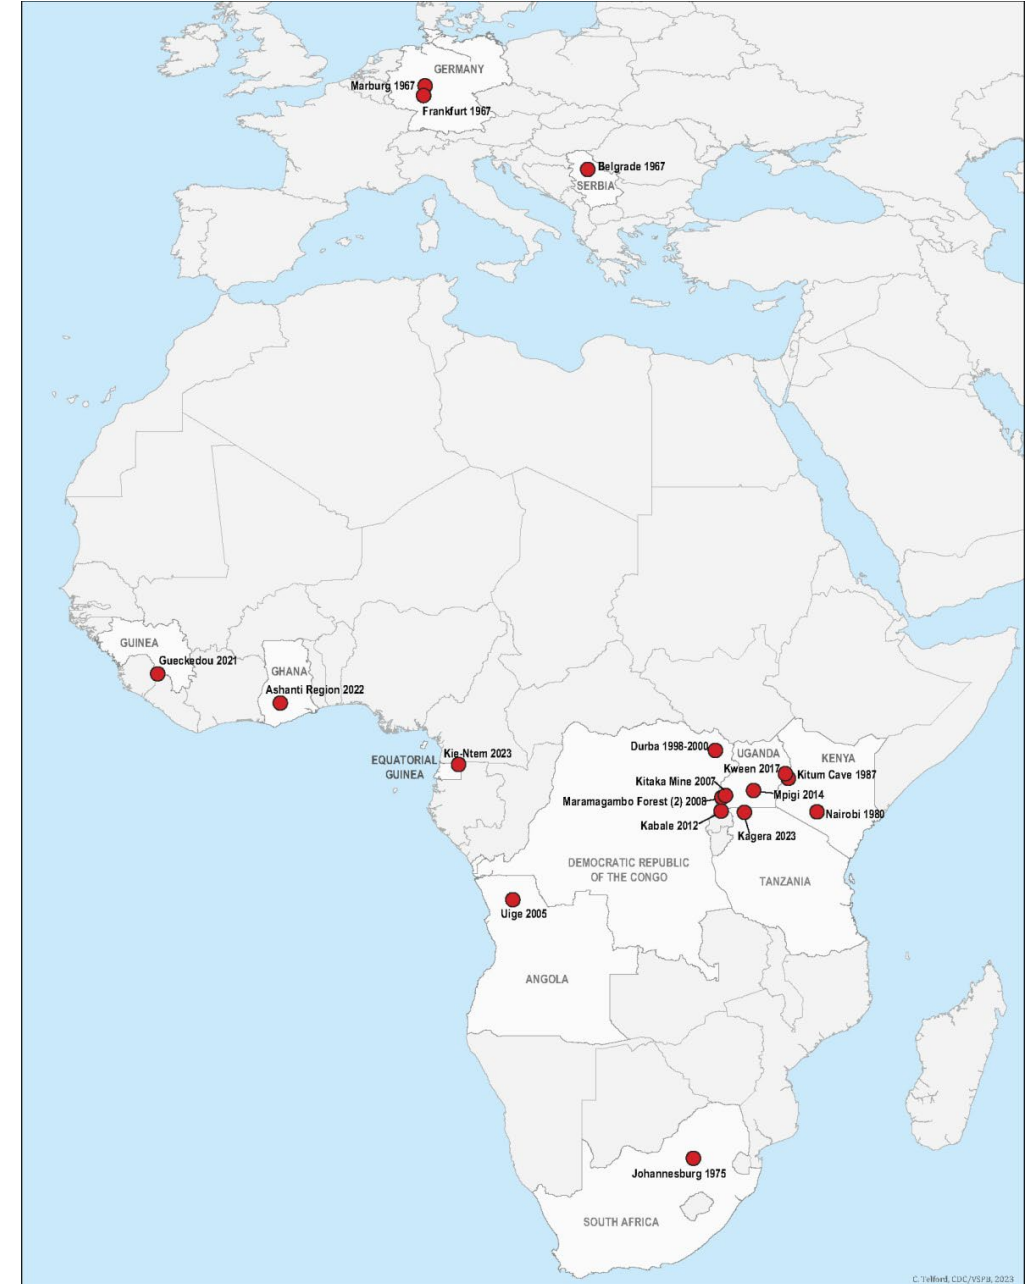 GERMANY
Marburg 1967
Frankfurt 1967
Belgrade 1967
SERBIA
GUINEA
Gueckedou 2021
GHANA
Ashanti Region 2022
EQUATORIAL
GUINEA
Kie-Ntem 2023
Durba 1998-2000
UGANDA
KENYA
Kween 2017
Kitum Cave 1987
Kitaka Mine 2007
Mpigi 2014
Maramagambo Forest (2) 2008
Nairobi 1980
Kabale 2012
Kagera 2023
DEMOCRATIC REPUBLIC
OF THE CONGO
TANZANIA
Uige 2005
ANGOLA
Johannesburg 1975
SOUTH AFRICA
C. Telford, CDC/VSPB, 2023